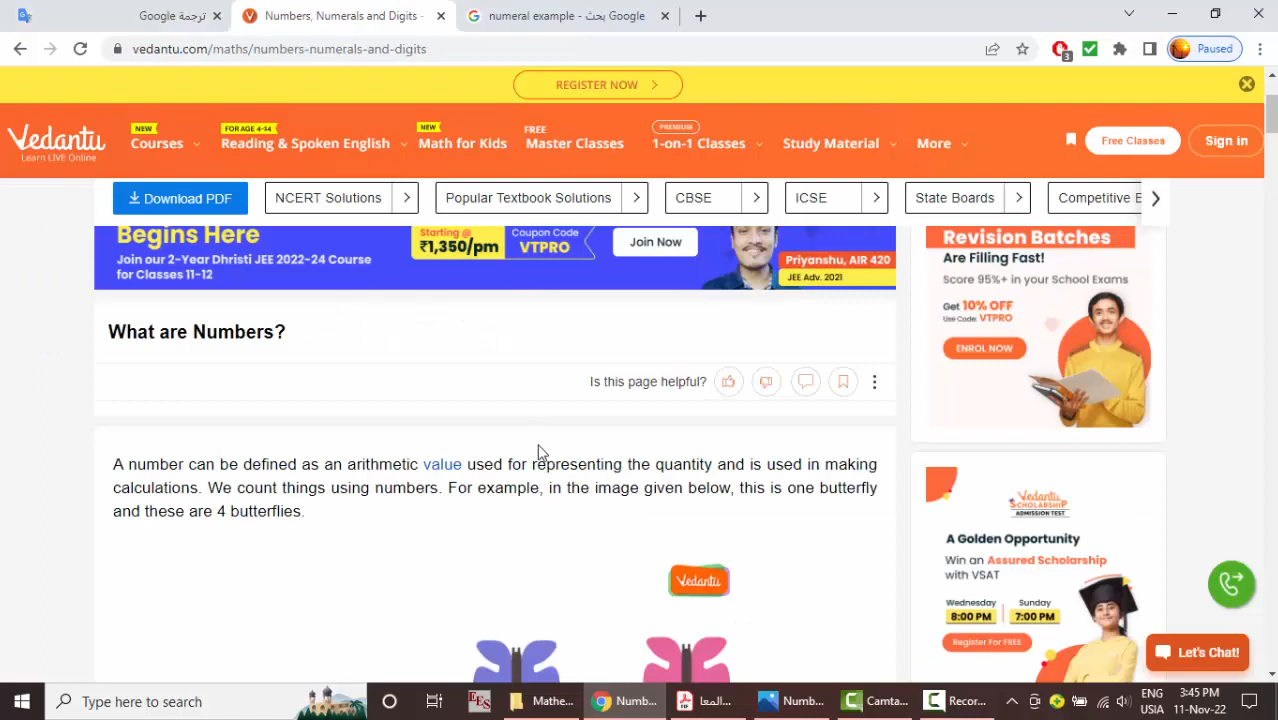 ترجمة Google
Numbers, Numerals and Digits -
numeral example - بحث Google
vedantu.com/maths/numbers-numerals-and-digits
3
Paused
REGISTER NOW
Vedantu
Learn LIVE Online
NEW
Courses
FOR AGE 4-14
Reading & Spoken English
NEW
Math for Kids
FREE
Master Classes
PREMIUM
1-on-1 Classes
Study Material
More
Free Classes
Sign in
Download PDF
NCERT Solutions
Popular Textbook Solutions
CBSE
ICSE
State Boards
Competitive E
Begins Here
Join our 2-Year Dhristi JEE 2022-24 Course
for Classes 11-12
Starting @
₹1,350/pm
Coupon Code
VTPRO
Join Now
Priyanshu, AIR 420
JEE Adv. 2021
Revision Batches
Are Filling Fast!
Score 95%+ in your School Exams
Get 10% OFF
Use Code: VTPRO
ENROL NOW
What are Numbers?
Is this page helpful?
A number can be defined as an arithmetic value used for representing the quantity and is used in making
calculations. We count things using numbers. For example, in the image given below, this is one butterfly
and these are 4 butterflies.
Vedantu
Vedantu
SCHOLARSHIP
ADMISSION TEST
A Golden Opportunity
Win an Assured Scholarship
with VSAT
Wednesday
8:00 PM
Sunday
7:00 PM
Register For FREE
Let's Chat!
Type here to search
EES
Mathe...
Numb...
المعا...
Numb...
Camta...
Recor...
ENG
USA
3:45 PM
11-Nov-22